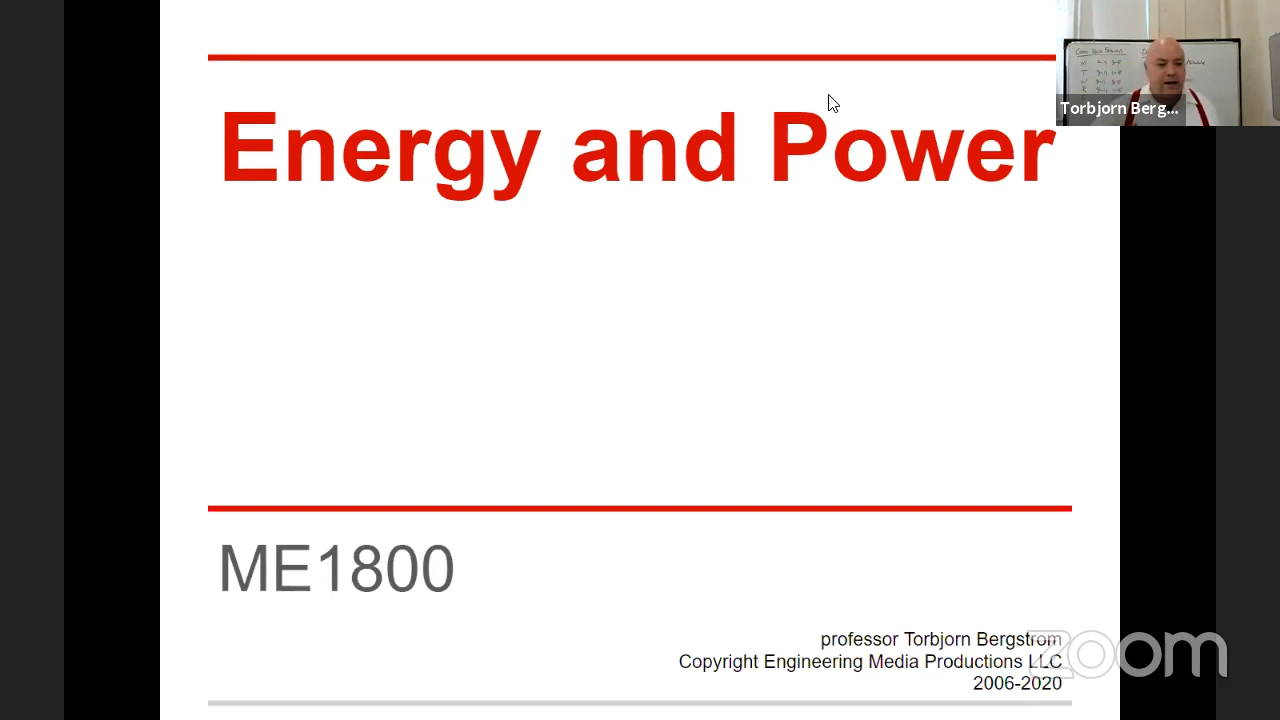 Energy and Power
Torbjorn Berg...
ME1800
professor Torbjorn Bergstrom
Copyright Engineering Media Productions LLC
2006-2020
zoom